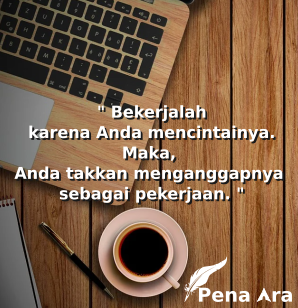 " Bekerjalah
karena Anda mencintainya.
Maka,
Anda takkan menganggapnya
sebagai pekerjaan. "
Pena Ara